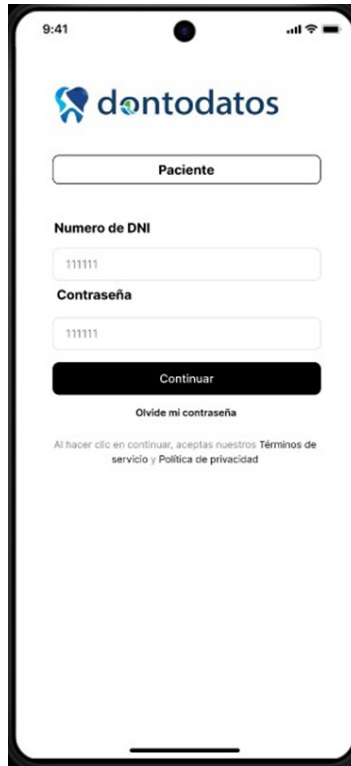 9:41
dontodatos
Paciente
Numero de DNI
111111
Contraseña
111111
Continuar
Olvide mi contraseña
Al hacer clic en continuar, aceptas nuestros Términos de
servicio y Política de privacidad